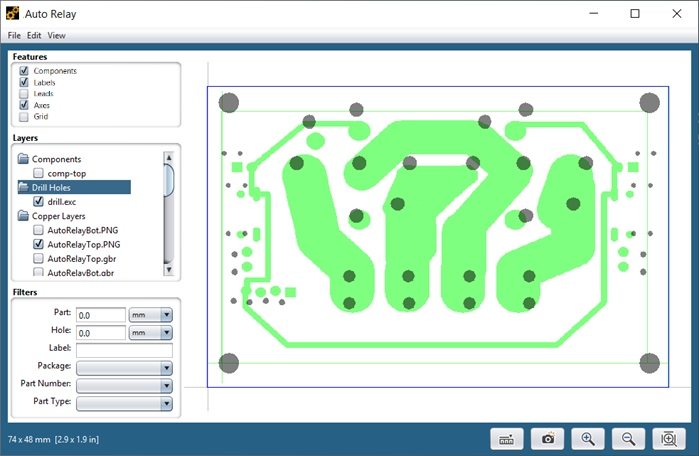 Auto Relay
File Edit View
Features
Components
Labels
Leads
Axes
Grid
Layers
Components
comp-top
Drill Holes
drill.exc
Copper Layers
AutoRelayBot.PNG
AutoRelayTop.PNG
AutoRelayTop.gbr
AutoRelayBot.gbr
Filters
Part: 0.0 mm
Hole: 0.0 mm
Label:
Package:
Part Number:
Part Type:
74 x 48 mm [2.9 x 1.9 in]